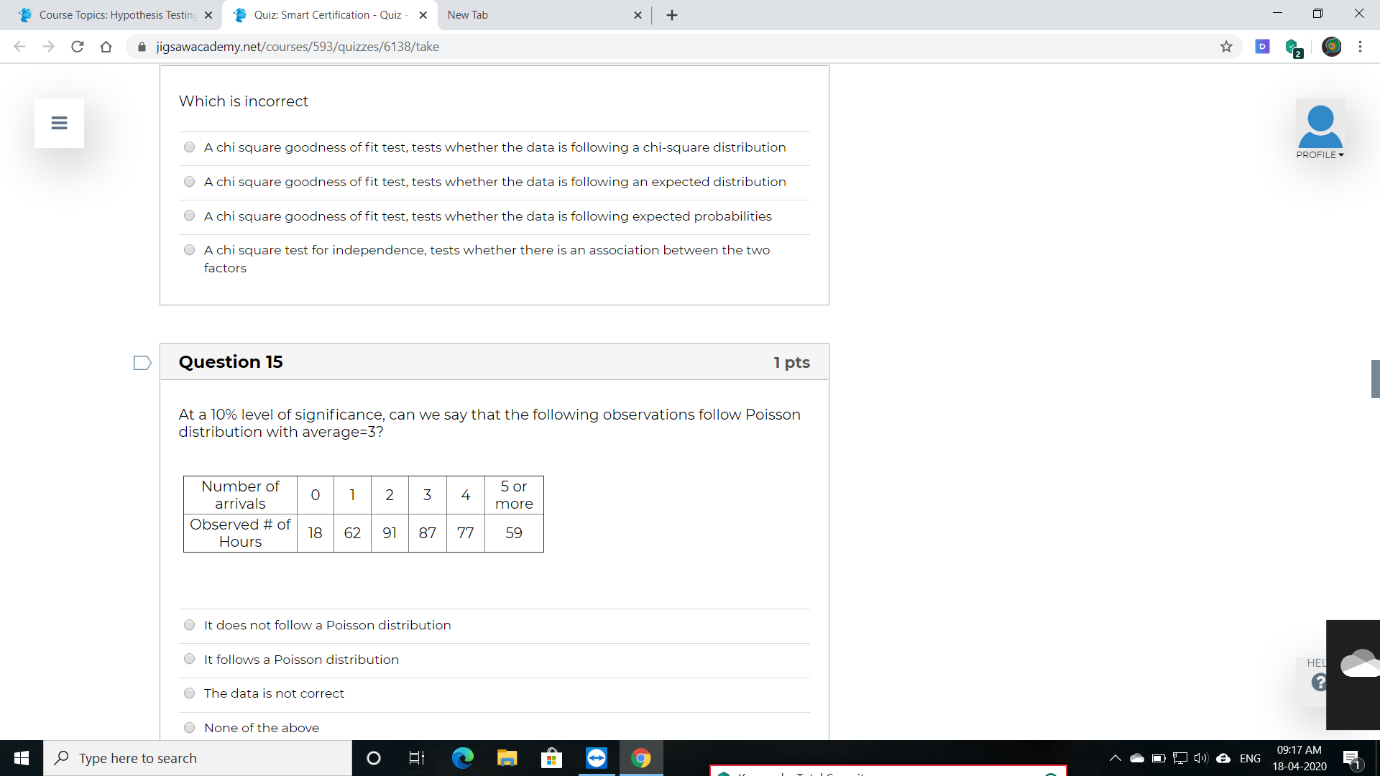 Course Topics: Hypothesis Testing
Quiz: Smart Certification - Quiz -
New Tab
jigsawacademy.net/courses/593/quizzes/6138/take
D
2
Which is incorrect
A chi square goodness of fit test, tests whether the data is following a chi-square distribution
A chi square goodness of fit test, tests whether the data is following an expected distribution
A chi square goodness of fit test, tests whether the data is following expected probabilities
A chi square test for independence, tests whether there is an association between the two
factors
PROFILE
Question 15
1 pts
At a 10% level of significance, can we say that the following observations follow Poisson
distribution with average=3?
Number of arrivals 0 1 2 3 4 5 or more
Observed # of Hours 18 62 91 87 77 59
It does not follow a Poisson distribution
It follows a Poisson distribution
The data is not correct
None of the above
HEL
?
Type here to search
ENG
09:17 AM
18-04-2020
1